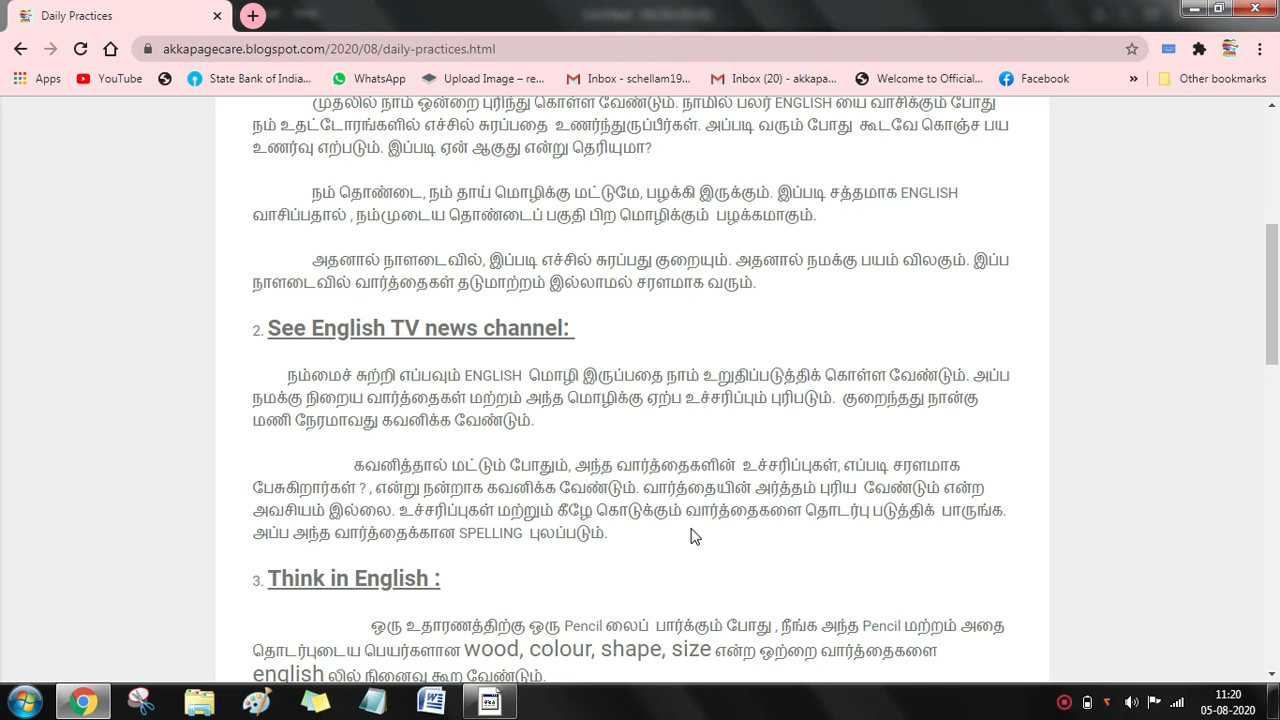 Daily Practices
akkapagecare.blogspot.com/2020/08/daily-practices.html
Apps YouTube State Bank of India... WhatsApp Upload Image – re... Inbox - schellam19... Inbox (20) - akkapa... Welcome to Official... Facebook » Other bookmarks
முதலில் நாம் ஒன்றை புரிந்து கொள்ள வேண்டும். நாமில் பலர் ENGLISH யை வாசிக்கும் போது
நம் உதட்டோரங்களில் எச்சில் சுரப்பதை உணர்ந்துருப்பீர்கள். அப்படி வரும் போது கூடவே கொஞ்ச பய
உணர்வு எற்படும். இப்படி ஏன் ஆகுது என்று தெரியுமா?
நம் தொண்டை, நம் தாய் மொழிக்கு மட்டுமே, பழக்கி இருக்கும். இப்படி சத்தமாக ENGLISH
வாசிப்பதால் , நம்முடைய தொண்டைப் பகுதி பிற மொழிக்கும் பழக்கமாகும்.
அதனால் நாளடைவில், இப்படி எச்சில் சுரப்பது குறையும். அதனால் நமக்கு பயம் விலகும். இப்ப
நாளடைவில் வார்த்தைகள் தடுமாற்றம் இல்லாமல் சரளமாக வரும்.
2. See English TV news channel:
நம்மைச் சுற்றி எப்பவும் ENGLISH மொழி இருப்பதை நாம் உறுதிப்படுத்திக் கொள்ள வேண்டும். அப்ப
நமக்கு நிறைய வார்த்தைகள் மற்றம் அந்த மொழிக்கு ஏற்ப உச்சரிப்பும் புரிபடும். குறைந்தது நான்கு
மணி நேரமாவது கவனிக்க வேண்டும்.
கவனித்தால் மட்டும் போதும், அந்த வார்த்தைகளின் உச்சரிப்புகள், எப்படி சரளமாக
பேசுகிறார்கள் ? , என்று நன்றாக கவனிக்க வேண்டும். வார்த்தையின் அர்த்தம் புரிய வேண்டும் என்ற
அவசியம் இல்லை. உச்சரிப்புகள் மற்றும் கீழே கொடுக்கும் வார்த்தைகளை தொடர்பு படுத்திக் பாருங்க.
அப்ப அந்த வார்த்தைக்கான SPELLING புலப்படும்.
3. Think in English :
ஒரு உதாரணத்திற்கு ஒரு Pencil லைப் பார்க்கும் போது , நீங்க அந்த Pencil மற்றம் அதை
தொடர்புடைய பெயர்களான wood, colour, shape, size என்ற ஒற்றை வார்த்தைகளை
english லில் நினைவு கூற வேண்டும்.
11:20
05-08-2020